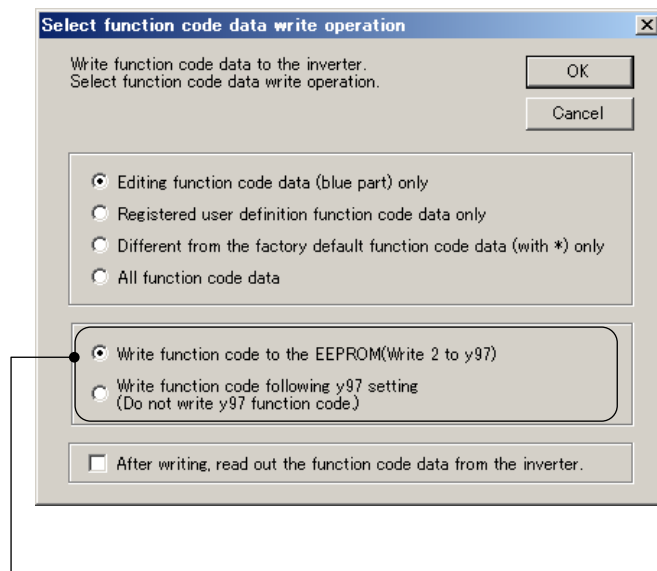 Select function code data write operation
Write function code data to the inverter.
Select function code data write operation.
OK
Cancel
Editing function code data (blue part) only
Registered user definition function code data only
Different from the factory default function code data (with *) only
All function code data
Write function code to the EEPROM(Write 2 to y97)
Write function code following y97 setting
(Do not write y97 function code.)
After writing, read out the function code data from the inverter.